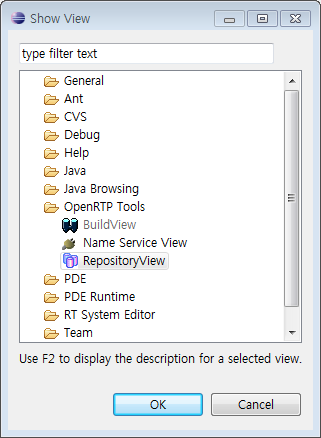 Show View
type filter text
General
Ant
CVS
Debug
Help
Java
Java Browsing
OpenRTP Tools
BuildView
Name Service View
RepositoryView
PDE
PDE Runtime
RT System Editor
Team
Use F2 to display the description for a selected view.
OK
Cancel